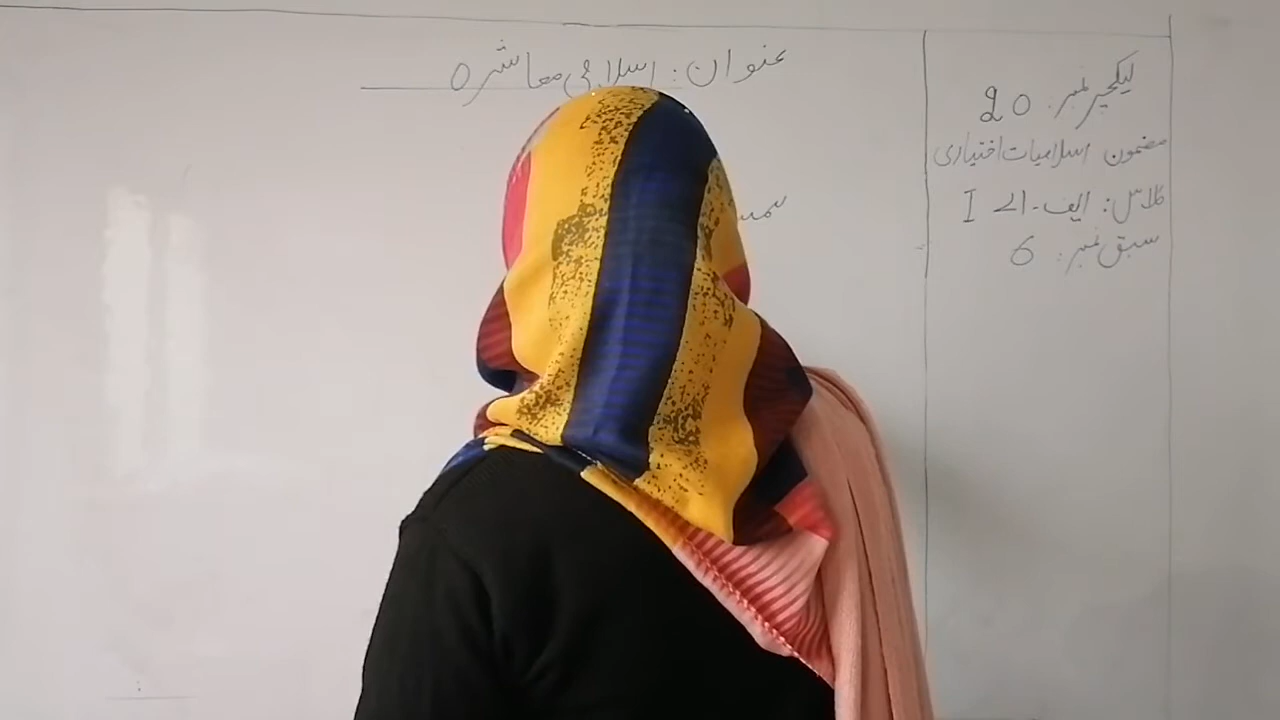 عنوان: اسلامی معاشرہ
لیکچر نمبر: 20
مضمون اسلامیات اختیاری
کلاس: ایف۔اے I
سبق نمبر: 6